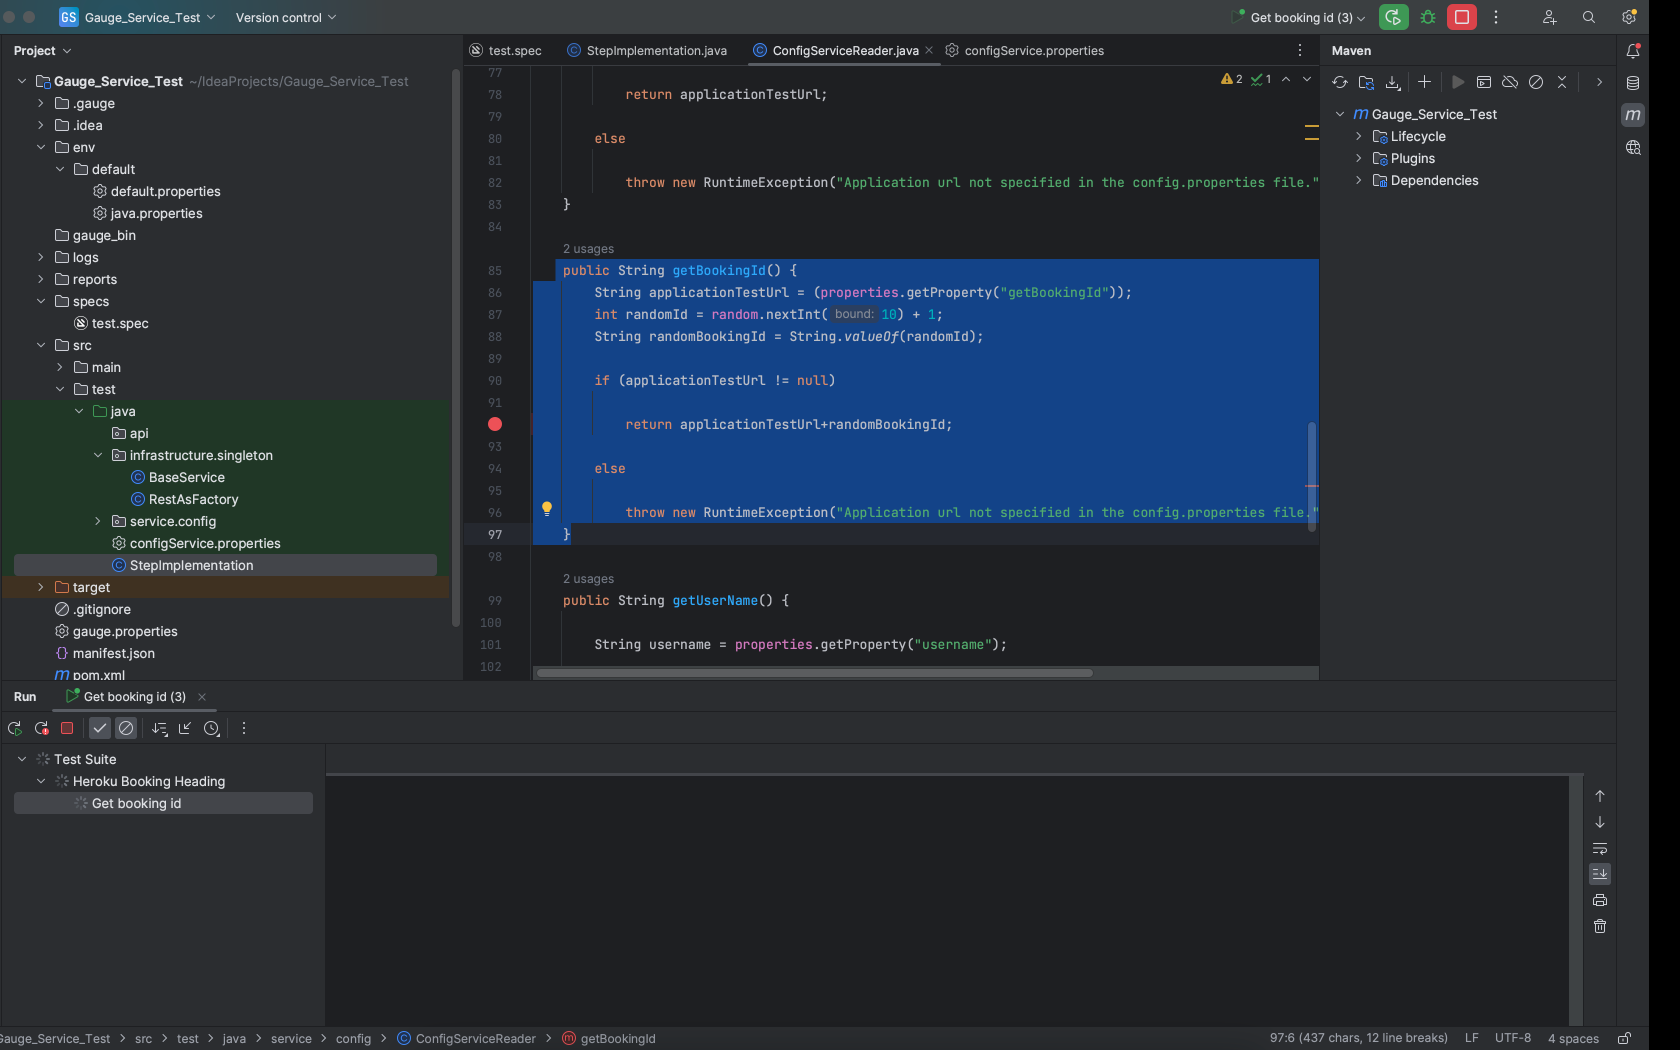 GS Gauge_Service_Test Version control Get booking id (3)
Project
Gauge_Service_Test ~/IdeaProjects/Gauge_Service_Test
.gauge
.idea
env
default
default.properties
java.properties
gauge_bin
logs
reports
specs
test.spec
src
main
test
java
api
infrastructure.singleton
BaseService
RestAsFactory
service.config
configService.properties
StepImplementation
target
.gitignore
gauge.properties
manifest.json
pom.xml
test.spec StepImplementation.java ConfigServiceReader.java configService.properties
2 1
77
78 return applicationTestUrl;
79
80 else
81
82 throw new RuntimeException("Application url not specified in the config.properties file."
83 }
84
2 usages
85 public String getBookingId() {
86 String applicationTestUrl = (properties.getProperty("getBookingId"));
87 int randomId = random.nextInt( bound: 10) + 1;
88 String randomBookingId = String.valueOf(randomId);
89
90 if (applicationTestUrl != null)
91
return applicationTestUrl+randomBookingId;
93
94 else
95
96 throw new RuntimeException("Application url not specified in the config.properties file."
97 }
98
2 usages
99 public String getUserName() {
100
101 String username = properties.getProperty("username");
102
Maven
Gauge_Service_Test
Lifecycle
Plugins
Dependencies
Run Get booking id (3)
Test Suite
Heroku Booking Heading
Get booking id
Gauge_Service_Test src test java service config ConfigServiceReader getBookingId
97:6 (437 chars, 12 line breaks) LF UTF-8 4 spaces